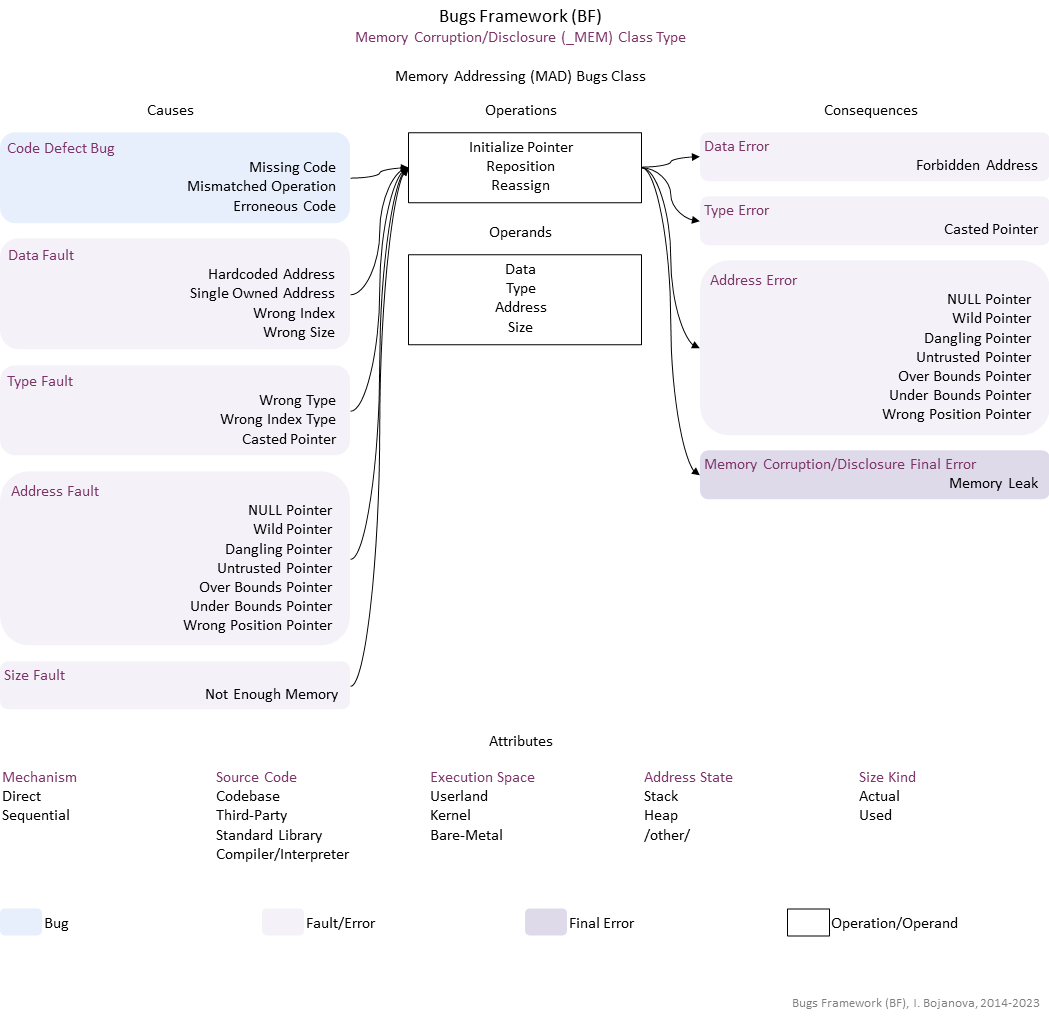 Bugs Framework (BF)
Memory Corruption/Disclosure (_MEM) Class Type
Memory Addressing (MAD) Bugs Class
Causes
Code Defect Bug
Missing Code
Mismatched Operation
Erroneous Code
Data Fault
Hardcoded Address
Single Owned Address
Wrong Index
Wrong Size
Type Fault
Wrong Type
Wrong Index Type
Casted Pointer
Address Fault
NULL Pointer
Wild Pointer
Dangling Pointer
Untrusted Pointer
Over Bounds Pointer
Under Bounds Pointer
Wrong Position Pointer
Size Fault
Not Enough Memory
Operations
Initialize Pointer
Reposition
Reassign
Operands
Data
Type
Address
Size
Consequences
Data Error
Forbidden Address
Type Error
Casted Pointer
Address Error
NULL Pointer
Wild Pointer
Dangling Pointer
Untrusted Pointer
Over Bounds Pointer
Under Bounds Pointer
Wrong Position Pointer
Memory Corruption/Disclosure Final Error
Memory Leak
Attributes
Mechanism
Direct
Sequential
Source Code
Codebase
Third-Party
Standard Library
Compiler/Interpreter
Execution Space
Userland
Kernel
Bare-Metal
Address State
Stack
Heap
/other/
Size Kind
Actual
Used
Bug
Fault/Error
Final Error
Operation/Operand
Bugs Framework (BF), I. Bojanova, 2014-2023